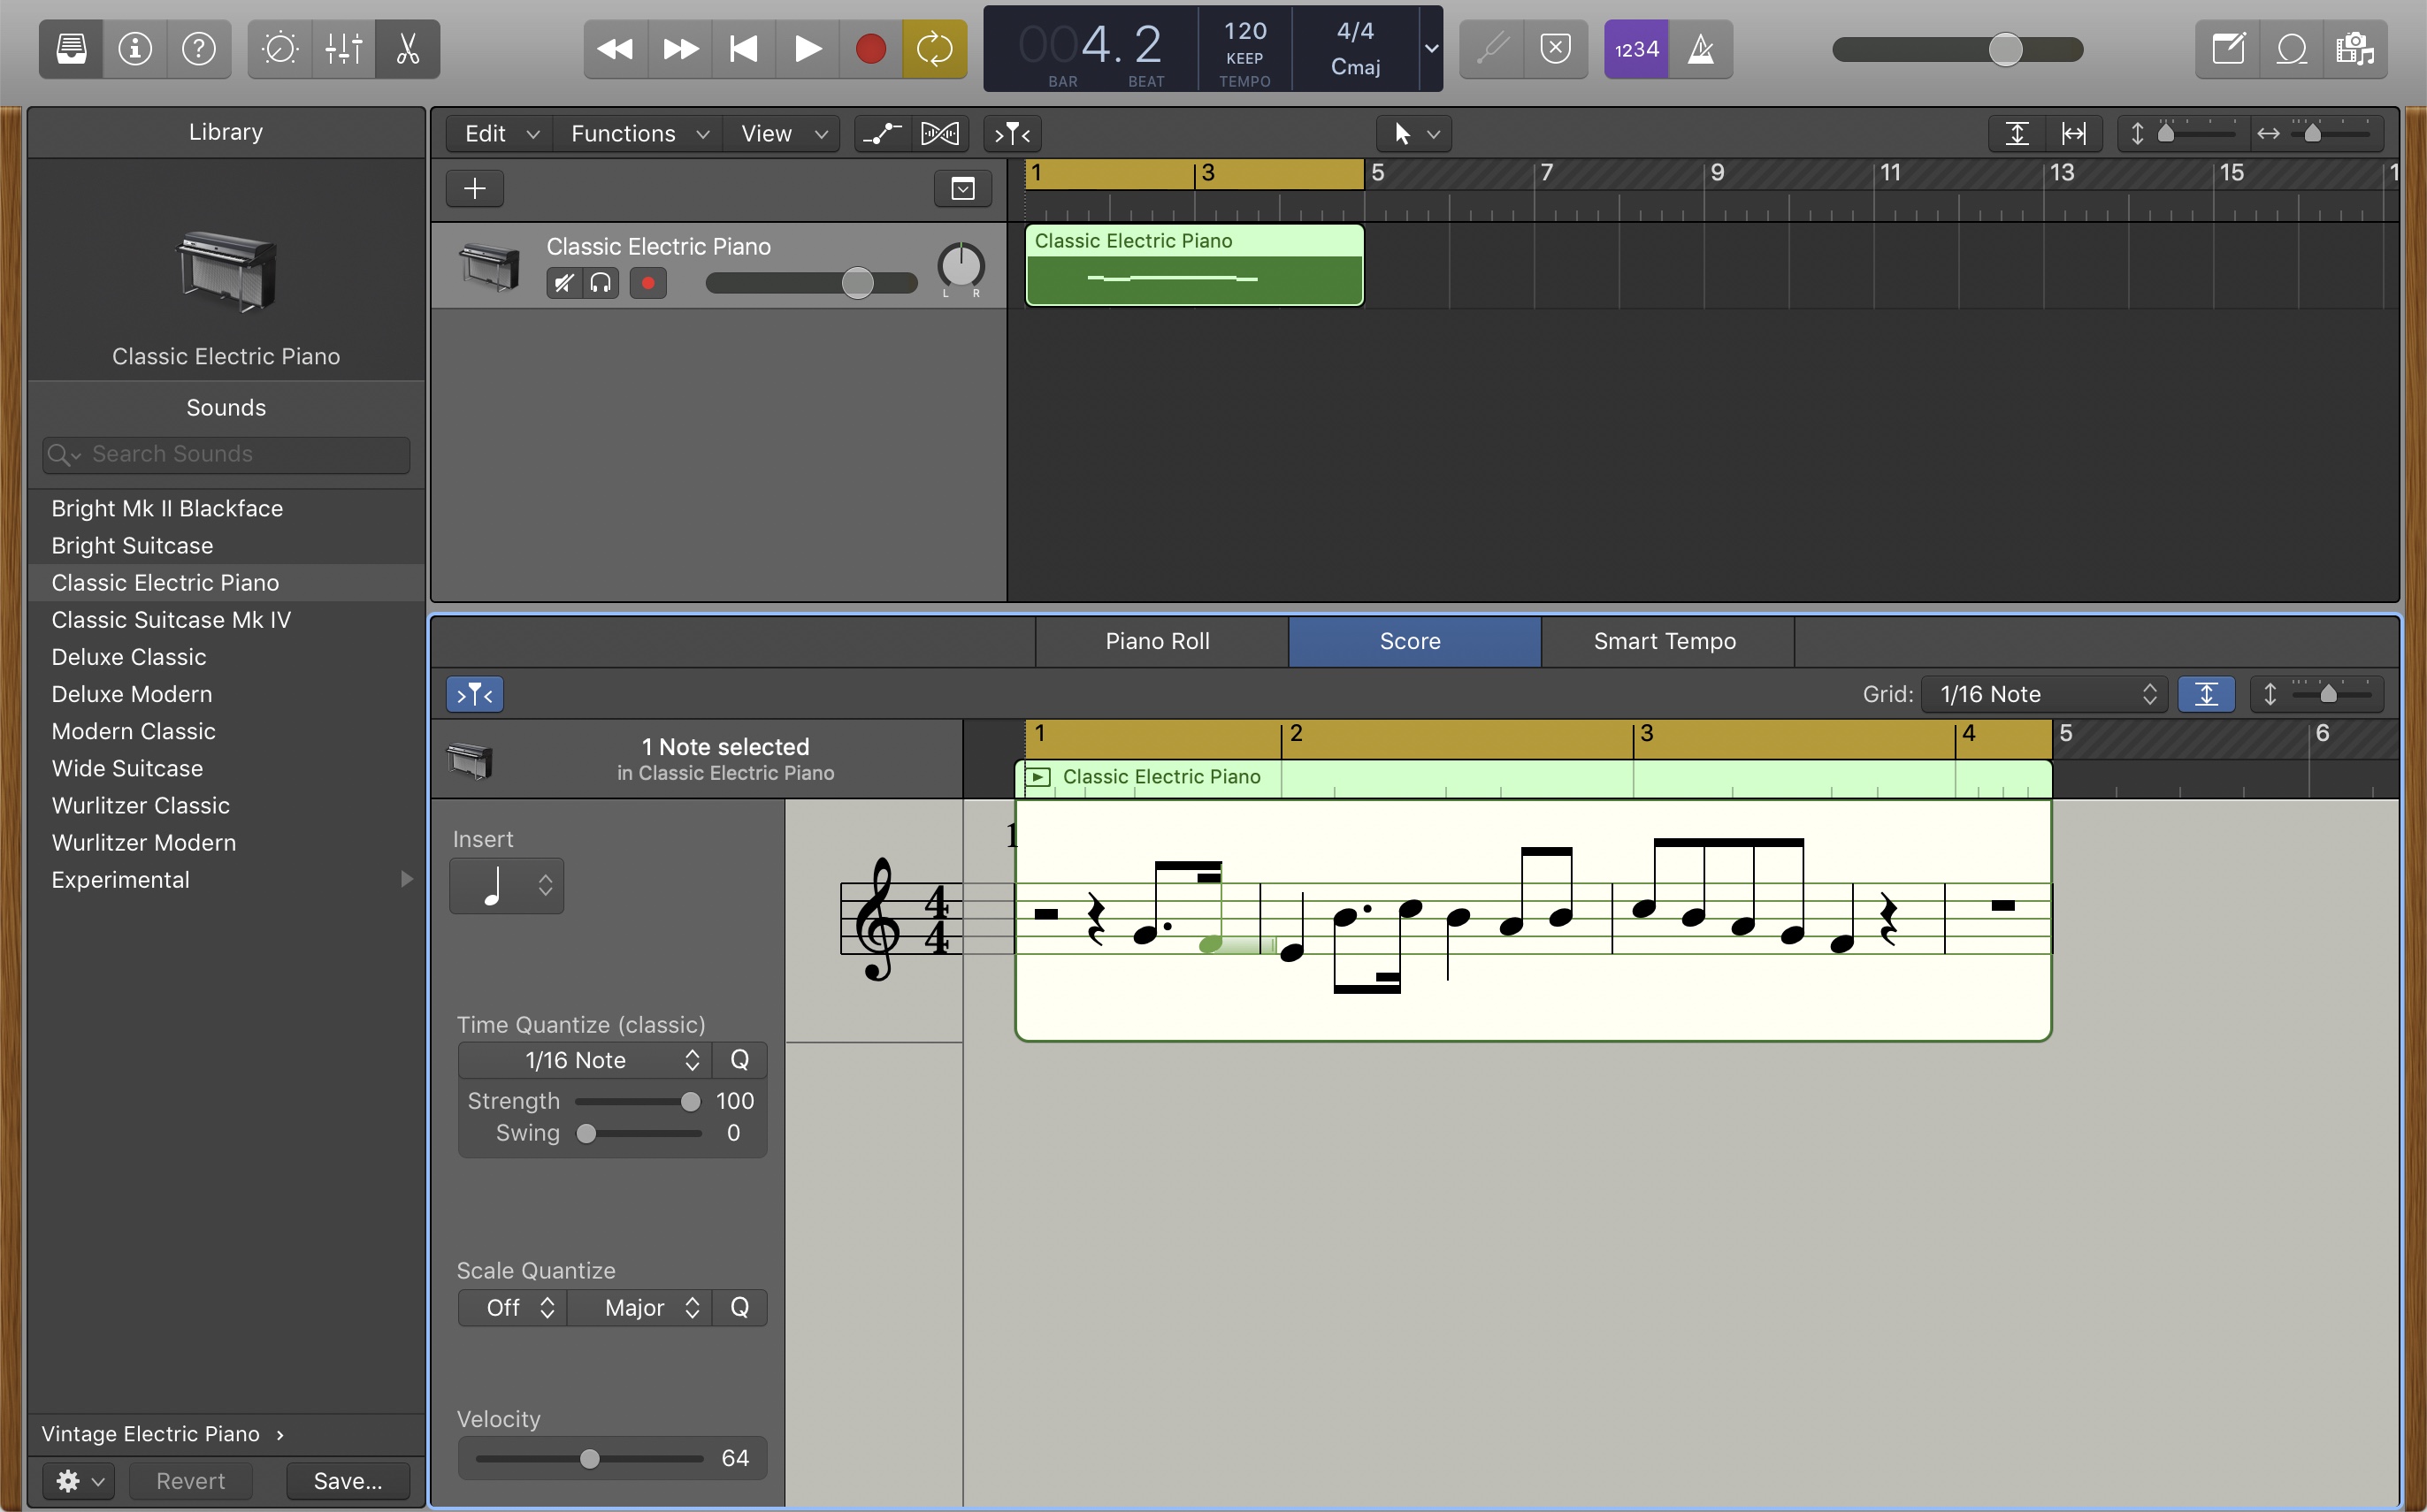 004. 2
BAR BEAT
120
KEEP
TEMPO
4/4
Cmaj
1234
Library
Classic Electric Piano
Sounds
Search Sounds
Bright Mk II Blackface
Bright Suitcase
Classic Electric Piano
Classic Suitcase Mk IV
Deluxe Classic
Deluxe Modern
Modern Classic
Wide Suitcase
Wurlitzer Classic
Wurlitzer Modern
Experimental
Vintage Electric Piano
Revert Save...
Edit Functions View
1 3 5 7 9 11 13 15 1
Classic Electric Piano
L R
Classic Electric Piano
Piano Roll Score Smart Tempo
Grid: 1/16 Note
1 Note selected
in Classic Electric Piano
1 2 3 4 5 6
Classic Electric Piano
Insert
Time Quantize (classic)
1/16 Note Q
Strength 100
Swing 0
Scale Quantize
Off Major Q
Velocity
64
1
4
4